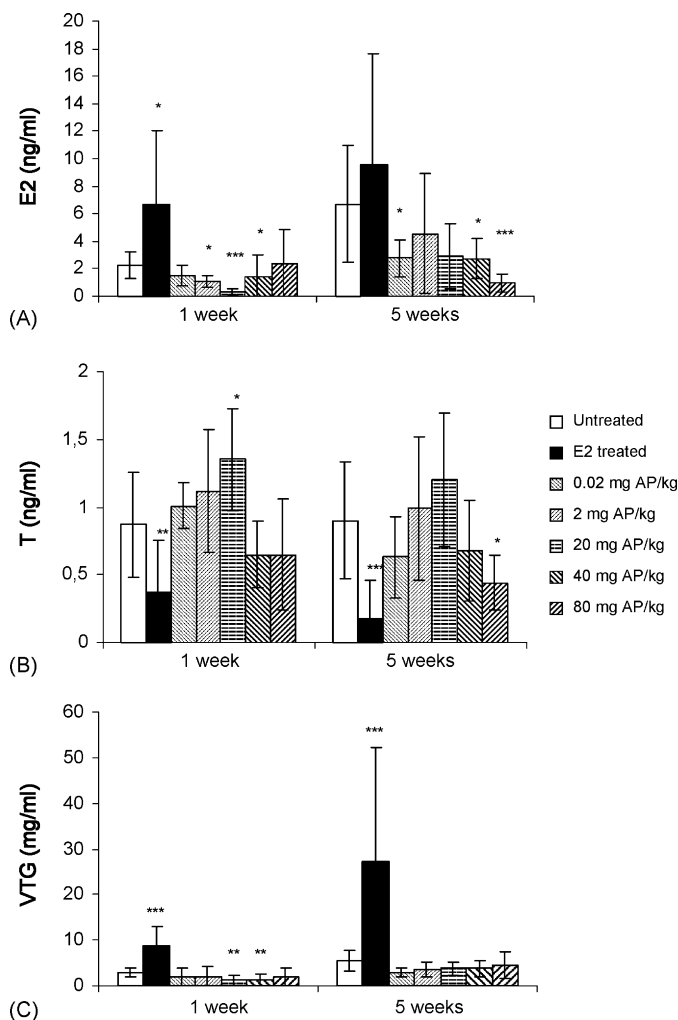 20
18
16
14
12
10
8
6
4
2
0
E2 (ng/ml)
*
*
***
*
*
*
***
1 week
5 weeks
(A)
2
1,5
1
0,5
0
T (ng/ml)
**
*
***
*
1 week
5 weeks
(B)
Untreated
E2 treated
0.02 mg AP/kg
2 mg AP/kg
20 mg AP/kg
40 mg AP/kg
80 mg AP/kg
60
50
40
30
20
10
0
VTG (mg/ml)
***
**
**
***
1 week
5 weeks
(C)